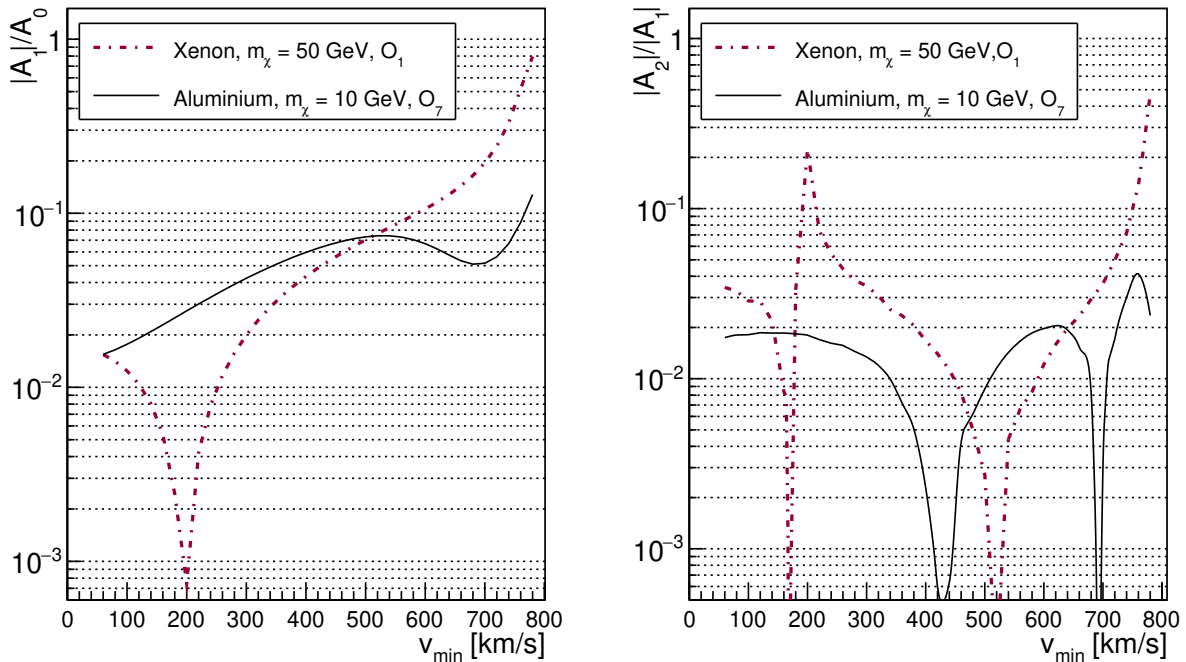 |A₁|/A₀
Xenon, mχ = 50 GeV, O₁
Aluminium, mχ = 10 GeV, O₇
1
10⁻¹
10⁻²
10⁻³
0 100 200 300 400 500 600 700 800
v_min [km/s]
|A₂|/|A₁|
Xenon, mχ = 50 GeV,O₁
Aluminium, mχ = 10 GeV, O₇
1
10⁻¹
10⁻²
10⁻³
0 100 200 300 400 500 600 700 800
v_min [km/s]